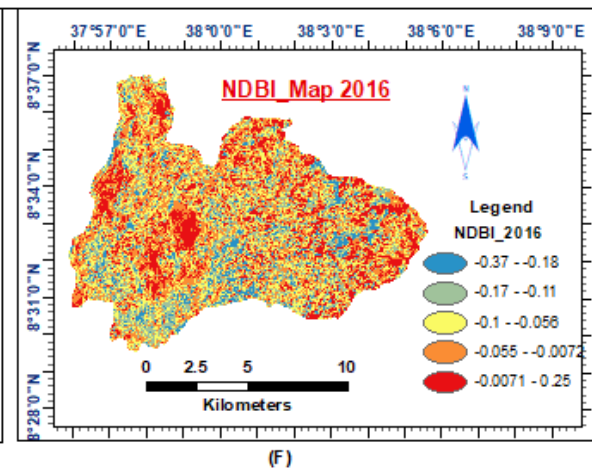 37°57'0"E 38°0'0"E 38°3'0"E 38°6'0"E 38°9'0"E
8°37'0"N
8°34'0"N
8°31'0"N
8°28'0"N
NDBI_Map 2016
N
S
Legend
NDBI_2016
-0.37 - -0.18
-0.17 - -0.11
-0.1 - -0.056
-0.055 - -0.0072
-0.0071 - 0.25
0 2.5 5 10
Kilometers
(F)